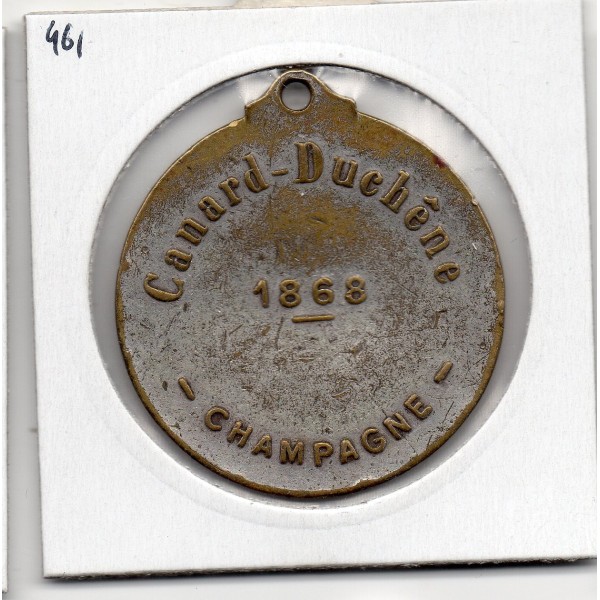 461
Canard-Duchêne
1868
- CHAMPAGNE -